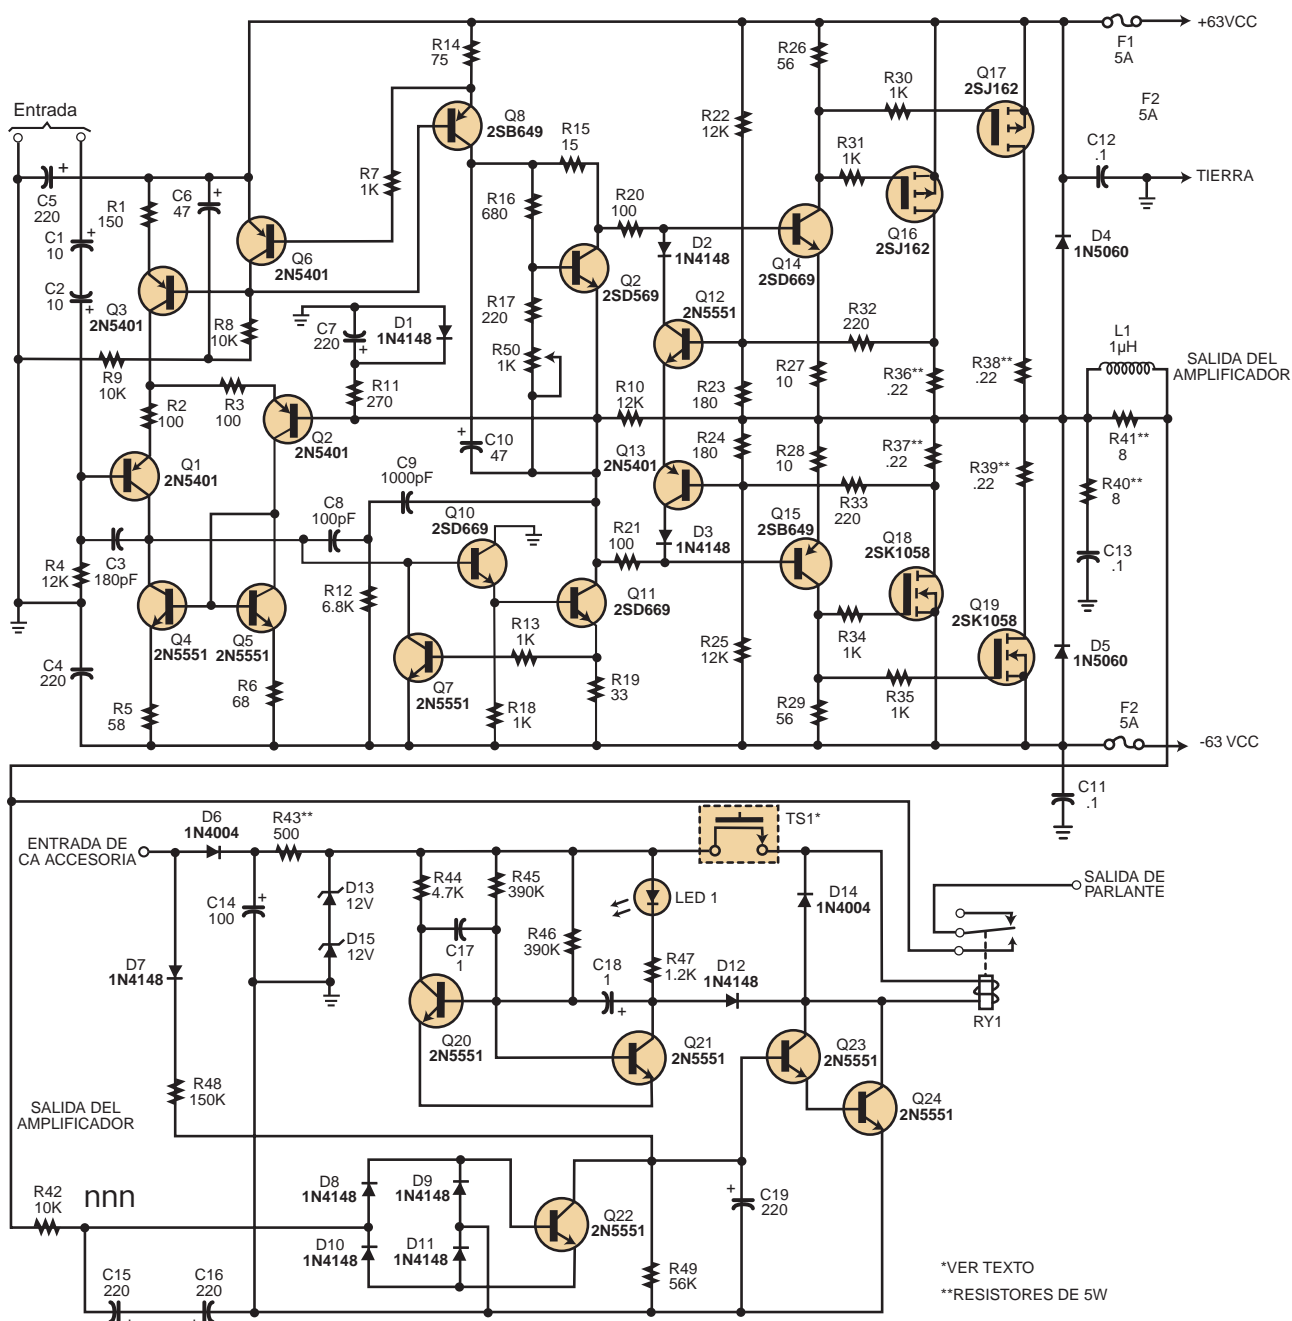 +63VCC
F1
5A
R14
75
R26
56
Q17
2SJ162
R30
1K
F2
5A
Entrada
Q8
2SB649
R22
12K
R15
15
C12
.1
R31
1K
R7
1K
TIERRA
C5
220
R1
150
C6
47
R16
680
R20
100
C1
10
Q6
2N5401
D2
1N4148
Q14
2SD669
Q16
2SJ162
D4
1N5060
C2
10
Q3
2N5401
Q2
2SD569
Q12
2N5551
R17
220
R32
220
R8
10K
C7
220
D1
1N4148
L1
1µH
R50
1K
SALIDA DEL
AMPLIFICADOR
R9
10K
R11
270
R10
12K
R23
180
R27
10
R36**
.22
R38**
.22
R2
100
R3
100
Q2
2N5401
C10
47
Q13
2N5401
R24
180
R28
10
R37**
.22
R41**
8
Q1
2N5401
C9
1000pF
R39**
.22
R40**
8
C8
100pF
R33
220
Q10
2SD669
R21
100
D3
1N4148
Q15
2SB649
Q18
2SK1058
C13
.1
R4
12K
C3
180pF
R12
6.8K
Q11
2SD669
Q19
2SK1058
Q4
2N5551
Q5
2N5551
R13
1K
R34
1K
R25
12K
D5
1N5060
C4
220
R6
68
Q7
2N5551
R19
33
R5
58
R18
1K
R29
56
R35
1K
F2
5A
-63 VCC
C11
.1
D6
1N4004
R43**
500
TS1*
ENTRADA DE
CA ACCESORIA
R44
4.7K
R45
390K
D13
12V
LED 1
D14
1N4004
SALIDA DE
PARLANTE
C14
100
R46
390K
D15
12V
C17
1
D7
1N4148
C18
1
R47
1.2K
D12
1N4148
RY1
Q20
2N5551
Q21
2N5551
Q23
2N5551
R48
150K
Q24
2N5551
SALIDA DEL
AMPLIFICADOR
R42
10K
nnn
D8
1N4148
D9
1N4148
C19
220
Q22
2N5551
D10
1N4148
D11
1N4148
R49
56K
*VER TEXTO
C15
220
C16
220
**RESISTORES DE 5W